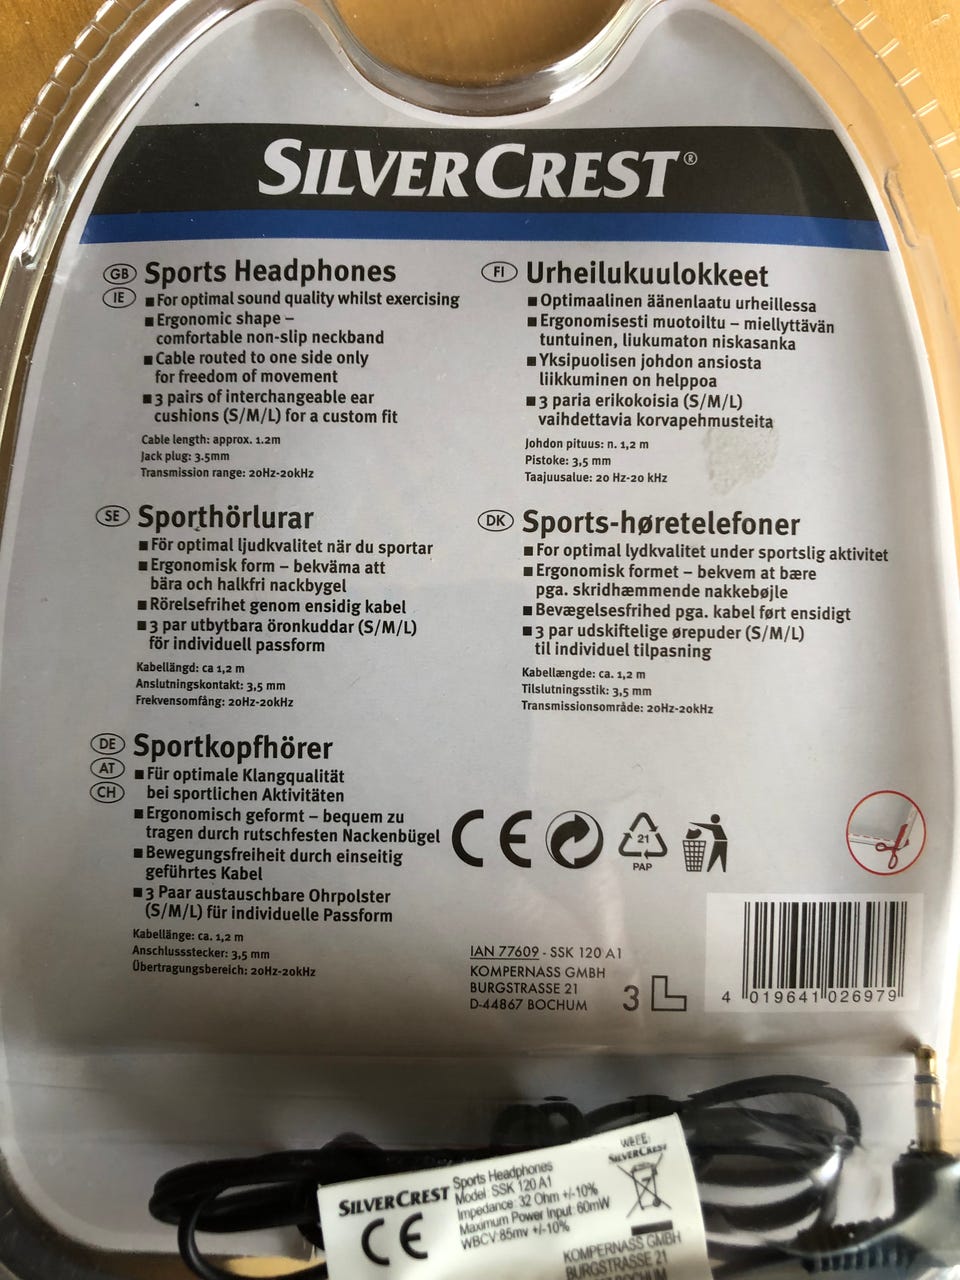 SILVERCREST®
GB Sports Headphones
IE
■ For optimal sound quality whilst exercising
■ Ergonomic shape –
comfortable non-slip neckband
■ Cable routed to one side only
for freedom of movement
■ 3 pairs of interchangeable ear
cushions (S/M/L) for a custom fit
Cable length: approx. 1.2m
Jack plug: 3.5mm
Transmission range: 20Hz-20kHz
FI Urheilukuulokkeet
■ Optimaalinen äänenlaatu urheillessa
■ Ergonomisesti muotoiltu – miellyttävän
tuntuinen, liukumaton niskasanka
■ Yksipuolisen johdon ansiosta
liikkuminen on helppoa
■ 3 paria erikokoisia (S/M/L)
vaihdettavia korvapehmusteita
Johdon pituus: n. 1,2 m
Pistoke: 3,5 mm
Taajuusalue: 20 Hz-20 kHz
SE Sporthörlurar
■ För optimal ljudkvalitet när du sportar
■ Ergonomisk form – bekväma att
bära och halkfri nackbygel
■ Rörelsefrihet genom ensidig kabel
■ 3 par utbytbara öronkuddar (S/M/L)
för individuell passform
Kabellängd: ca 1,2 m
Anslutningskontakt: 3,5 mm
Frekvensomfång: 20Hz-20kHz
DK Sports-høretelefoner
■ For optimal lydkvalitet under sportslig aktivitet
■ Ergonomisk formet – bekvem at bære
pga. skridhæmmende nakkebøjle
■ Bevægelsesfrihed pga. kabel ført ensidigt
■ 3 par udskiftelige ørepuder (S/M/L)
til individuel tilpasning
Kabellængde: ca. 1,2 m
Tilslutningsstik: 3,5 mm
Transmissionsområde: 20Hz-20kHz
DE Sportkopfhörer
AT
CH
■ Für optimale Klangqualität
bei sportlichen Aktivitäten
■ Ergonomisch geformt – bequem zu
tragen durch rutschfesten Nackenbügel
■ Bewegungsfreiheit durch einseitig
geführtes Kabel
■ 3 Paar austauschbare Ohrpolster
(S/M/L) für individuelle Passform
Kabellänge: ca. 1,2 m
Anschlussstecker: 3,5 mm
Übertragungsbereich: 20Hz-20kHz
CE
21
PAP
IAN 77609 - SSK 120 A1
KOMPERNASS GMBH
BURGSTRASSE 21
D-44867 BOCHUM
3
4 019641 026979
SILVERCREST
CE
Sports Headphones
Model: SSK 120 A1
Impedance: 32 Ohm +/-10%
Maximum Power Input: 60mW
WBCV:85mv +/-10%
WEEE:
SILVERCREST
KOMPERNASS GMBH
BURGSTRASSE 21
BOCHUM